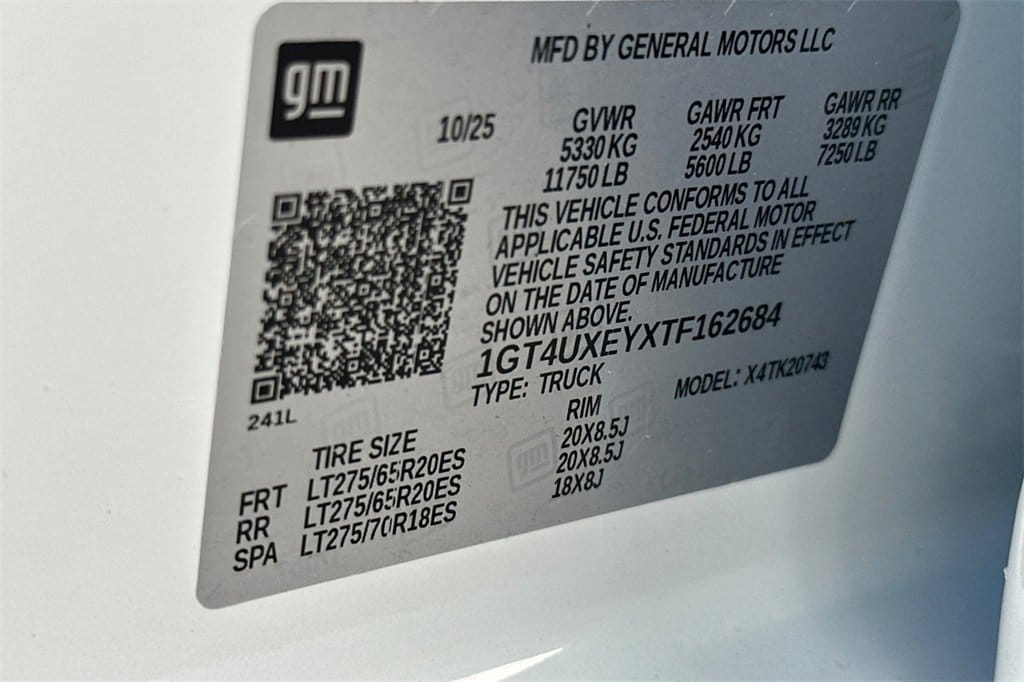 gm
MFD BY GENERAL MOTORS LLC
10/25
GVWR
5330 KG
11750 LB
GAWR FRT
2540 KG
5600 LB
GAWR RR
3289 KG
7250 LB
THIS VEHICLE CONFORMS TO ALL
APPLICABLE U.S. FEDERAL MOTOR
VEHICLE SAFETY STANDARDS IN EFFECT
ON THE DATE OF MANUFACTURE
SHOWN ABOVE.
1GT4UXEYXTF162684
TYPE: TRUCK
MODEL: X4TK20743
241L
TIRE SIZE
RIM
FRT LT275/65R20ES 20X8.5J
RR LT275/65R20ES 20X8.5J
SPA LT275/70R18ES 18X8J